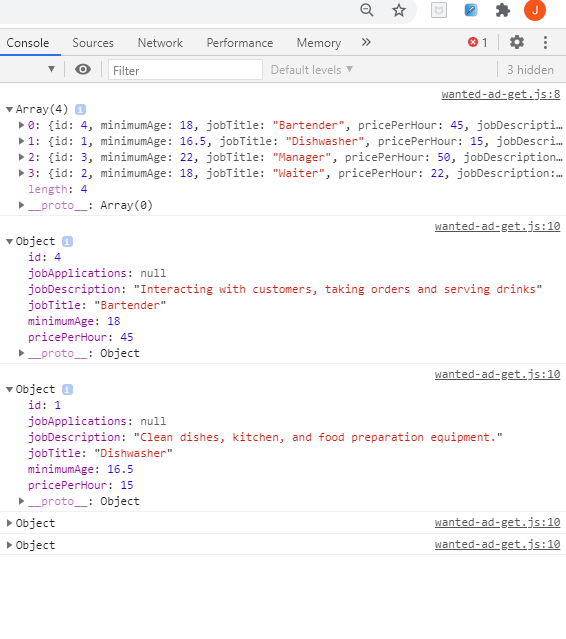 J
Console Sources Network Performance Memory 1
Filter Default levels ▼ 3 hidden
wanted-ad-get.js:8
Array(4) i
0: {id: 4, minimumAge: 18, jobTitle: "Bartender", pricePerHour: 45, jobDescripti…
1: {id: 1, minimumAge: 16.5, jobTitle: "Dishwasher", pricePerHour: 15, jobDescri…
2: {id: 3, minimumAge: 22, jobTitle: "Manager", pricePerHour: 50, jobDescription…
3: {id: 2, minimumAge: 18, jobTitle: "Waiter", pricePerHour: 22, jobDescription:…
length: 4
__proto__: Array(0)
wanted-ad-get.js:10
Object i
id: 4
jobApplications: null
jobDescription: "Interacting with customers, taking orders and serving drinks"
jobTitle: "Bartender"
minimumAge: 18
pricePerHour: 45
__proto__: Object
wanted-ad-get.js:10
Object i
id: 1
jobApplications: null
jobDescription: "Clean dishes, kitchen, and food preparation equipment."
jobTitle: "Dishwasher"
minimumAge: 16.5
pricePerHour: 15
__proto__: Object
Object wanted-ad-get.js:10
Object wanted-ad-get.js:10